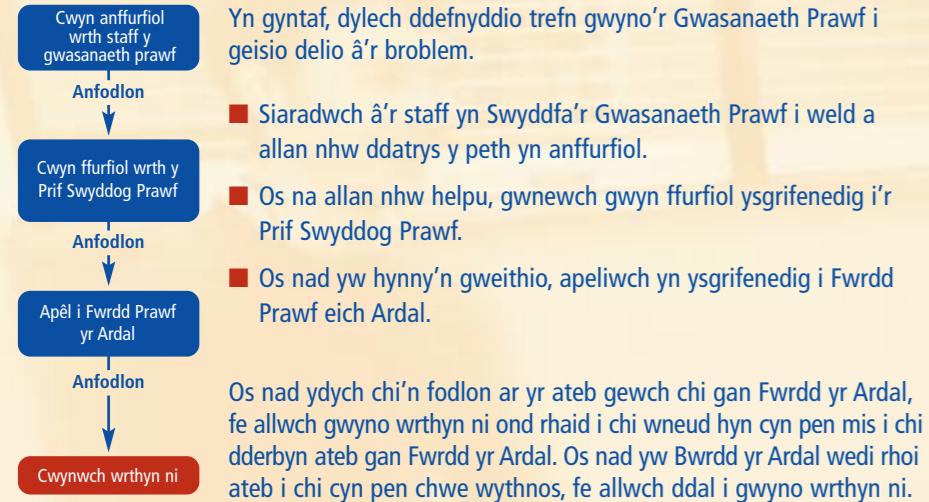 Cwyn anffurfiol
wrth staff y
gwasanaeth prawf
Anfodlon
Cwyn ffurfiol wrth y
Prif Swyddog Prawf
Anfodlon
Apêl i Fwrdd Prawf
yr Ardal
Anfodlon
Cwynwch wrthyn ni
Yn gyntaf, dylech ddefnyddio trefn gwyno'r Gwasanaeth Prawf i
geisio delio â'r broblem.
Siaradwch â'r staff yn Swyddfa'r Gwasanaeth Prawf i weld a
allan nhw ddatrys y peth yn anffurfiol.
Os na allan nhw helpu, gwnewch gwyn ffurfiol ysgrifenedig i'r
Prif Swyddog Prawf.
Os nad yw hynny'n gweithio, apeliwch yn ysgrifenedig i Fwrdd
Prawf eich Ardal.
Os nad ydych chi'n fodlon ar yr ateb gewch chi gan Fwrdd yr Ardal,
fe allwch gwyno wrthyn ni ond rhaid i chi wneud hyn cyn pen mis i chi
dderbyn ateb gan Fwrdd yr Ardal. Os nad yw Bwrdd yr Ardal wedi rhoi
ateb i chi cyn pen chwe wythnos, fe allwch ddal i gwyno wrthyn ni.